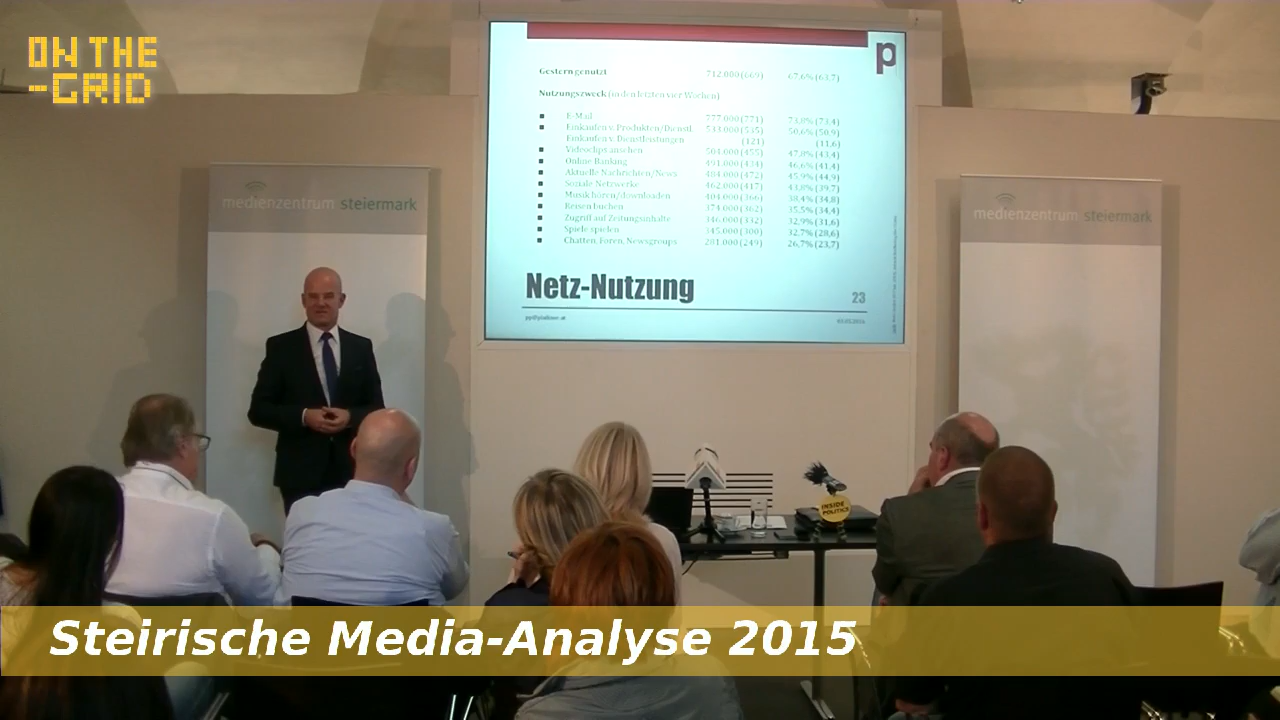 ON THE
-GRID
p
Gestern genutzt 712.000 (669) 67,6% (63,7)
Nutzungszweck (in den letzten vier Wochen)
E-Mail 777.000 (771) 73,8% (73,4)
Einkaufen v. Produkten/Dienstl. 533.000 (535) 50,6% (50,9)
Einkaufen v. Dienstleistungen (121) (11,6)
Videoclips ansehen 501.000 (455) 47,0% (43,4)
Online Banking 491.000 (434) 46,6% (41,4)
Aktuelle Nachrichten/News 484.000 (472) 45,9% (44,9)
Soziale Netzwerke 462.000 (417) 43,8% (39,7)
Musik hören/downloaden 404.000 (366) 38,4% (34,8)
Reisen buchen 374.000 (362) 35,5% (34,4)
Zugriff auf Zeitungsinhalte 346.000 (332) 32,9% (31,6)
Spiele spielen 345.000 (300) 32,7% (28,6)
Chatten, Foren, Newsgroups 281.000 (249) 26,7% (23,7)
Netz-Nutzung
23
medienzentrum steiermark
medienzentrum steiermark
INSIDE
POLITICS
Steirische Media-Analyse 2015